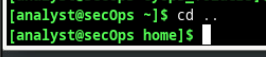 [analyst@secOps ~]$ cd ..
[analyst@secOps home]$